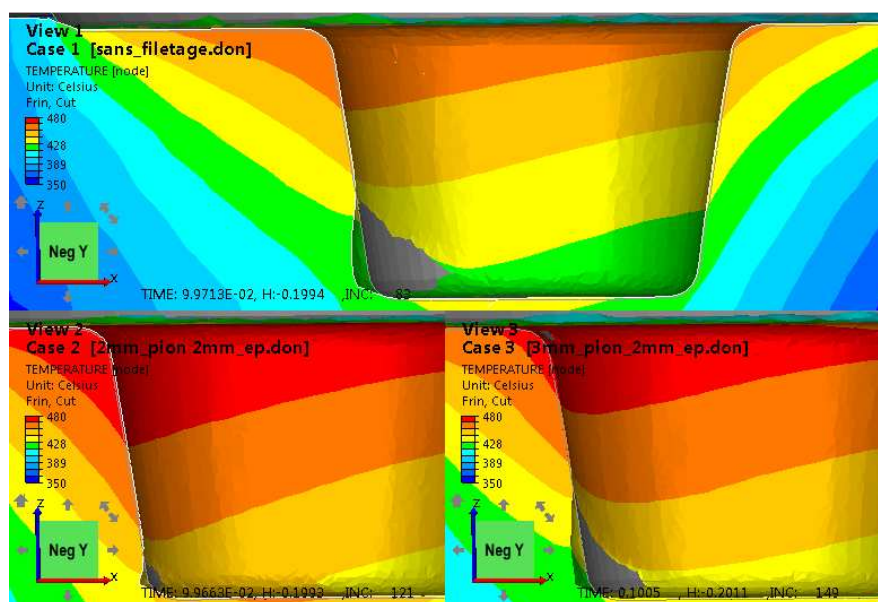 View 1
Case 1 [sans_filetage.don]
TEMPERATURE [node]
Unit: Celsius
Frin, Cut
480
428
389
350
Z
Neg Y
X
TIME: 9.9713E-02, H:-0.1994 ,INC: 83
View 2
Case 2 [2mm_pion 2mm_ep.don]
TEMPERATURE [node]
Unit: Celsius
Frin, Cut
480
428
389
350
Z
Neg Y
X
TIME: 9.9663E-02, H:-0.1993 ,INC: 121
View 3
Case 3 [3mm_pion_2mm_ep.don]
TEMPERATURE [node]
Unit: Celsius
Frin, Cut
480
428
389
350
Z
Neg Y
X
TIME: 0.1005, H:-0.2011 ,INC: 149